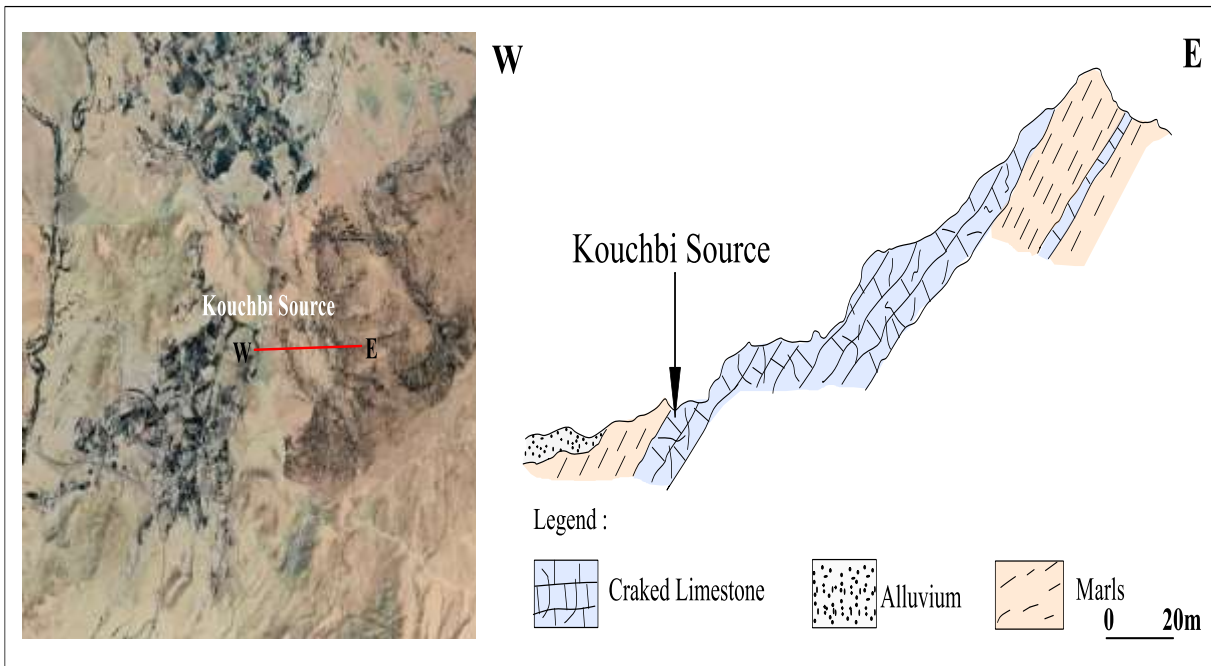 W
E
Kouchbi Source
Kouchbi Source
W
E
Legend :
Craked Limestone
Alluvium
Marls
0 20m